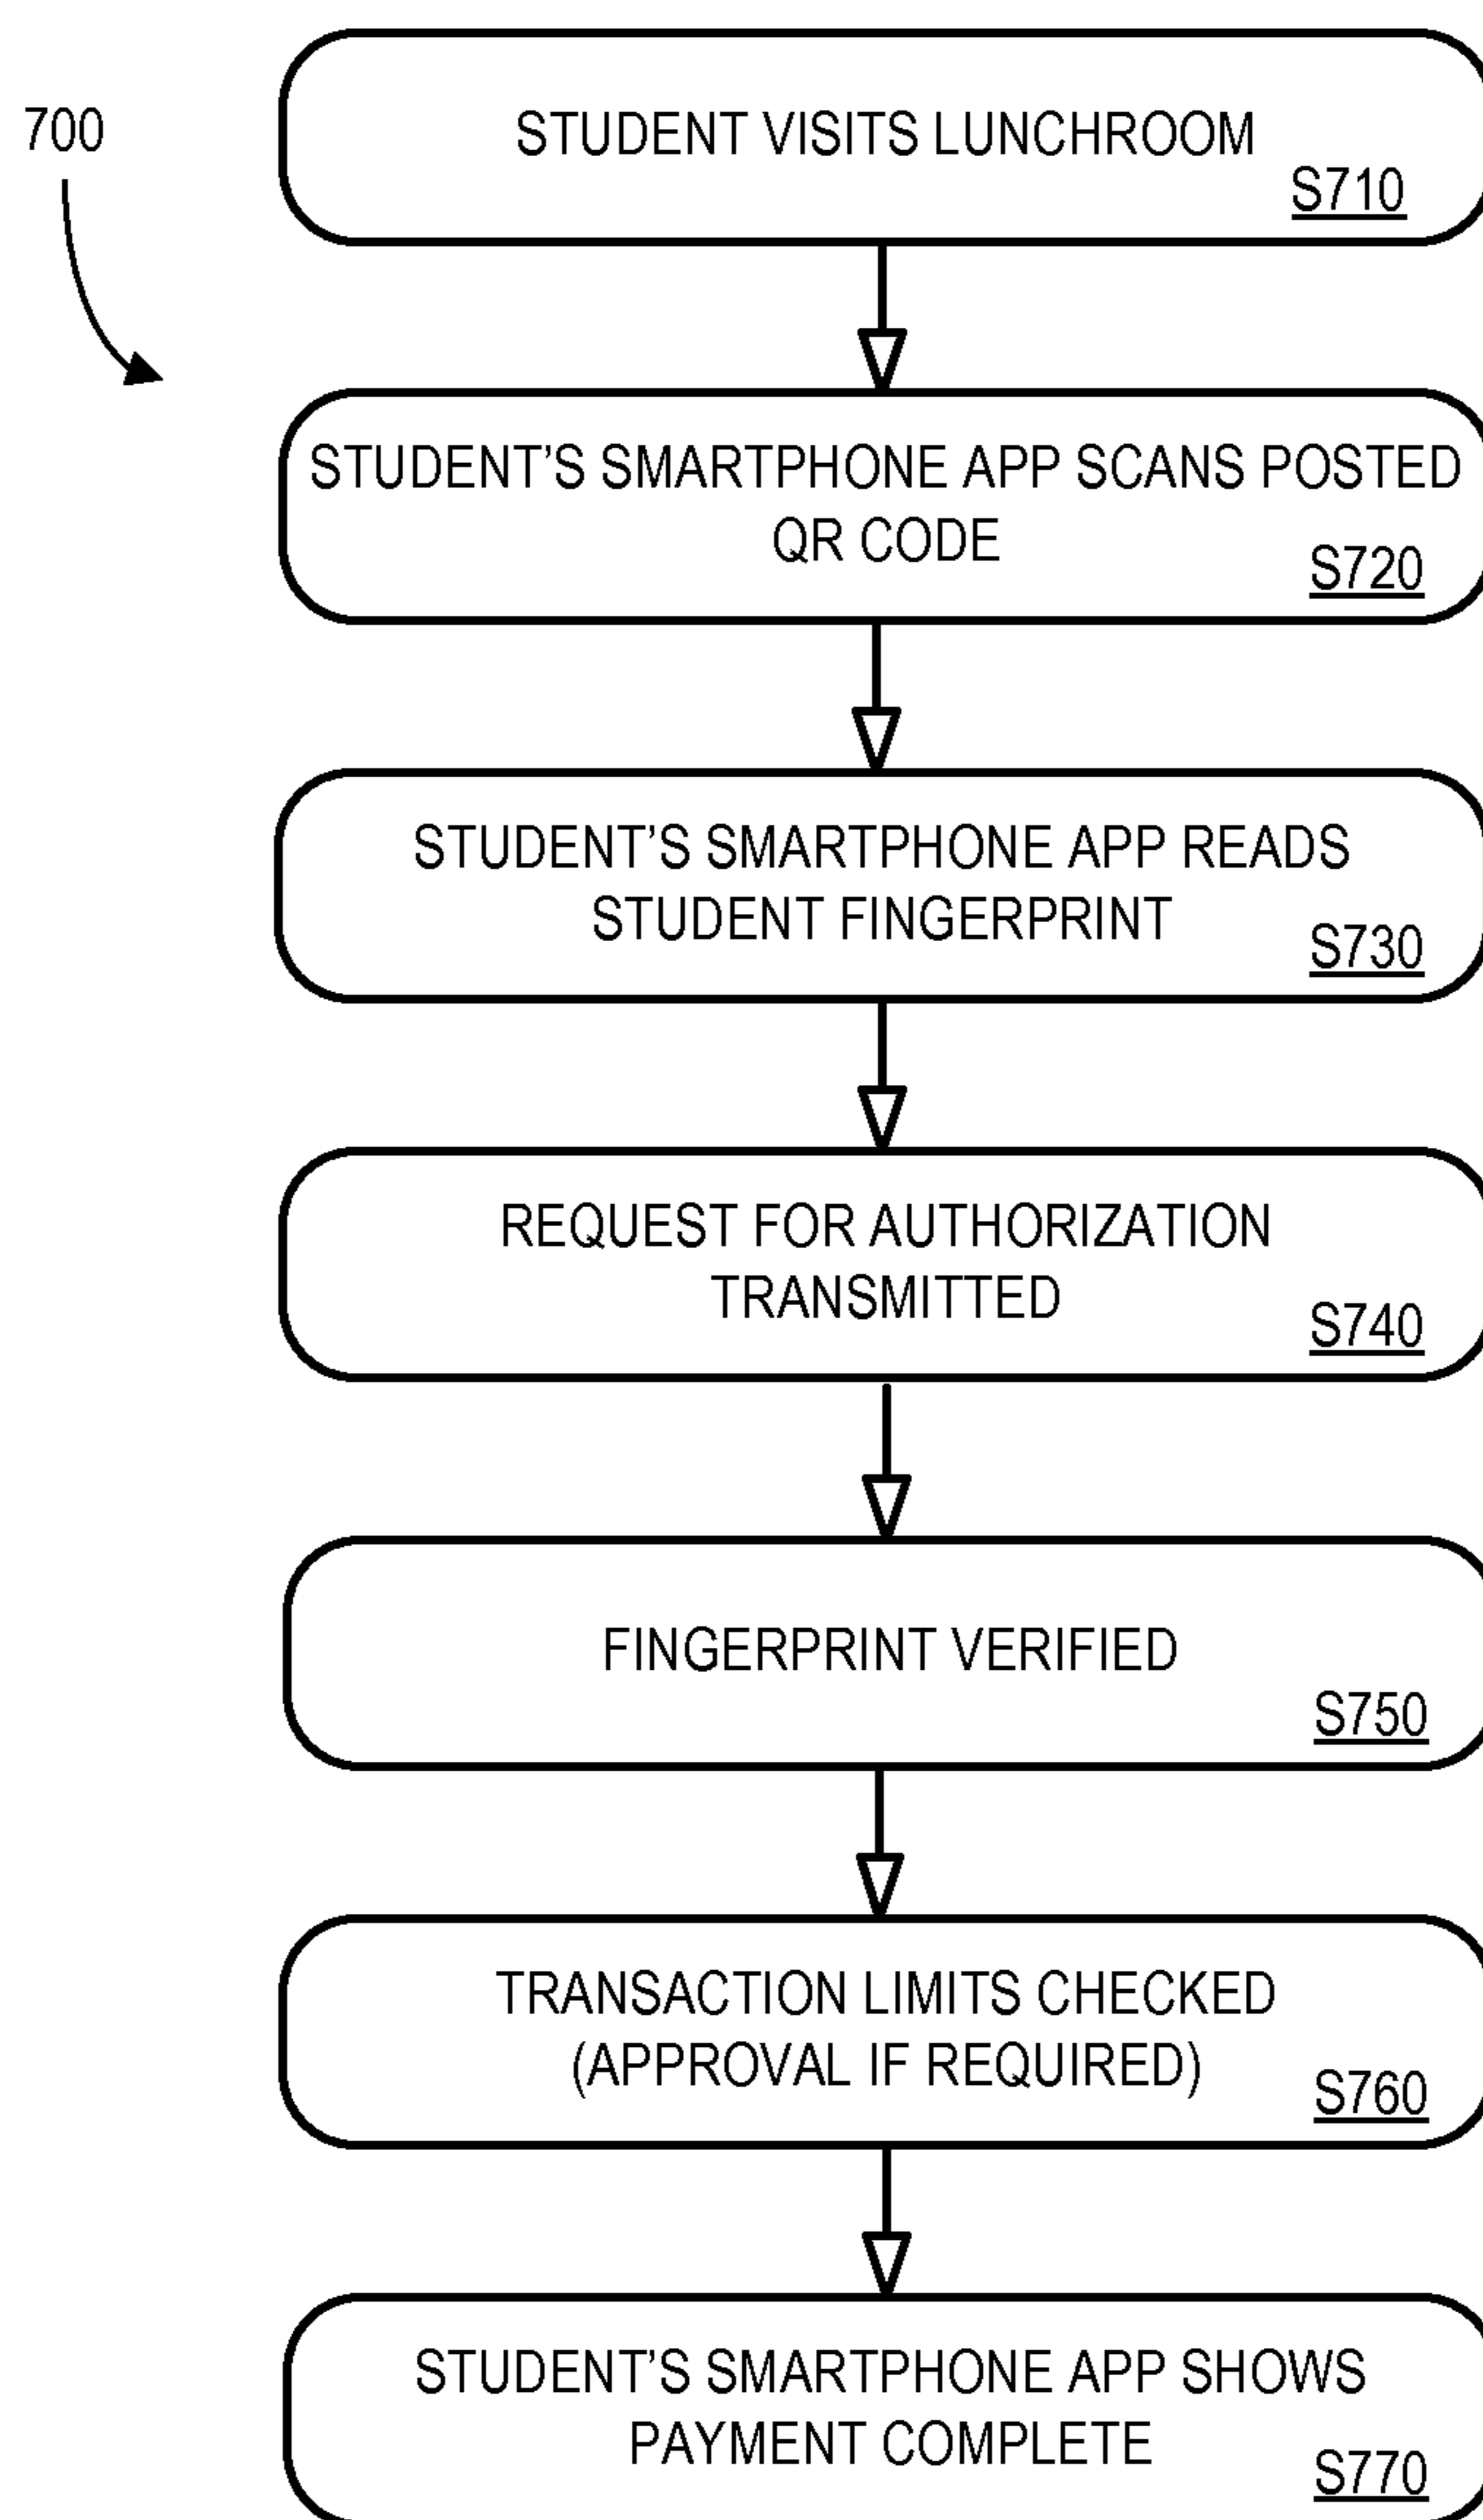 700
STUDENT VISITS LUNCHROOM
S710
STUDENT’S SMARTPHONE APP SCANS POSTED
QR CODE
S720
STUDENT’S SMARTPHONE APP READS
STUDENT FINGERPRINT
S730
REQUEST FOR AUTHORIZATION
TRANSMITTED
S740
FINGERPRINT VERIFIED
S750
TRANSACTION LIMITS CHECKED
(APPROVAL IF REQUIRED)
S760
STUDENT’S SMARTPHONE APP SHOWS
PAYMENT COMPLETE
S770